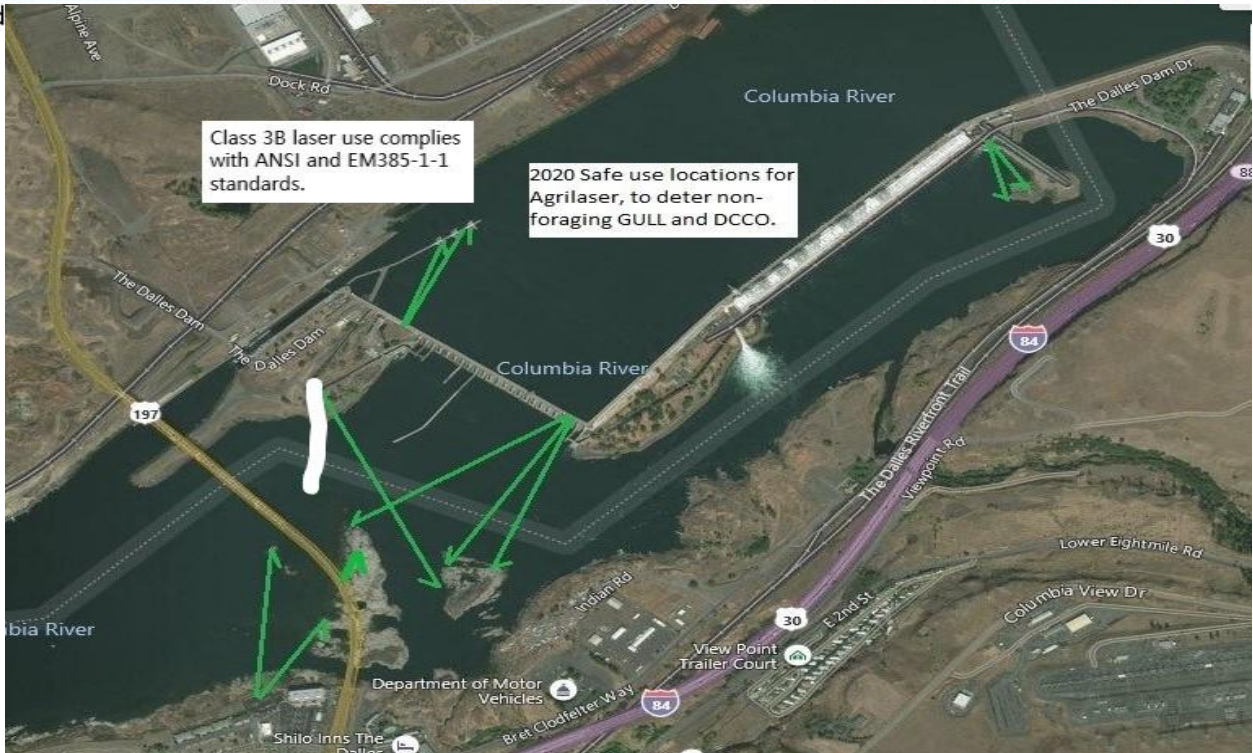 Alpine Ave
Dock Rd
Columbia River
The Dalles Dam Dr
Class 3B laser use complies
with ANSI and EM385-1-1
standards.
2020 Safe use locations for
Agrilaser, to deter non-
foraging GULL and DCCO.
30
The Dalles Dam
The Dalles Dam
84
Columbia River
197
The Dalles Riverfront Trail
Viewpoint Rd
Lower Eightmile Rd
Indian Rd
Columbia View Dr
E 2nd St
30
bia River
View Point
Trailer Court
Department of Motor
Vehicles
Bret Clodfelter Way
84
Shilo Inns The
Dalles